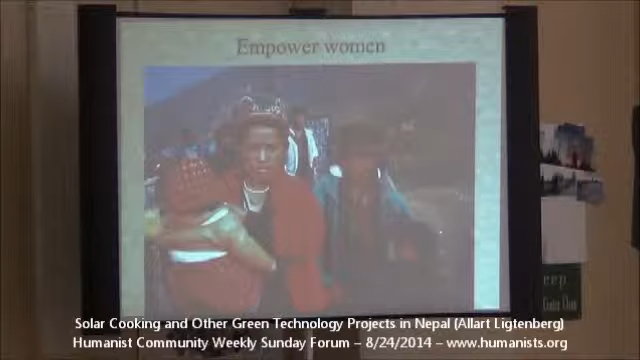 Empower women
Solar Cooking and Other Green Technology Projects in Nepal (Allart Ligtenberg)
Humanist Community Weekly Sunday Forum – 8/24/2014 – www.humanists.org